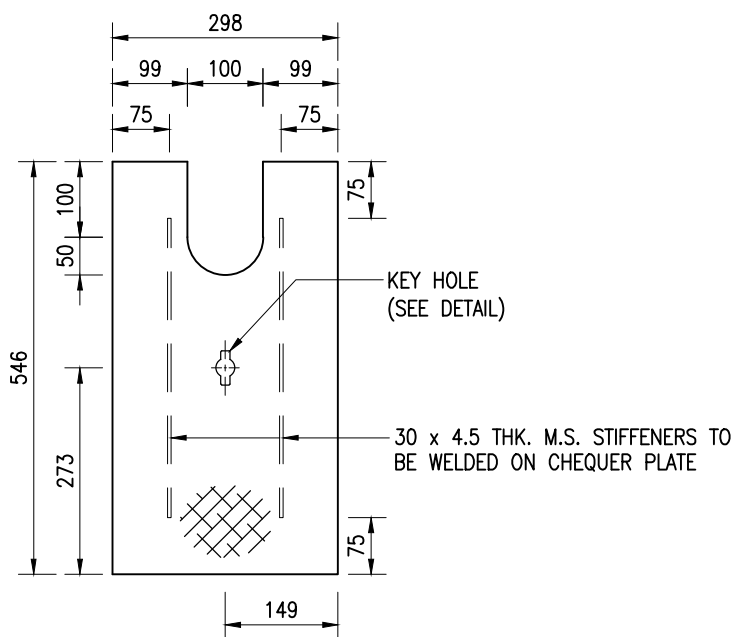 298
99 100 99
75 75
100
75
50
KEY HOLE
(SEE DETAIL)
546
273
30 x 4.5 THK. M.S. STIFFENERS TO
BE WELDED ON CHEQUER PLATE
75
149